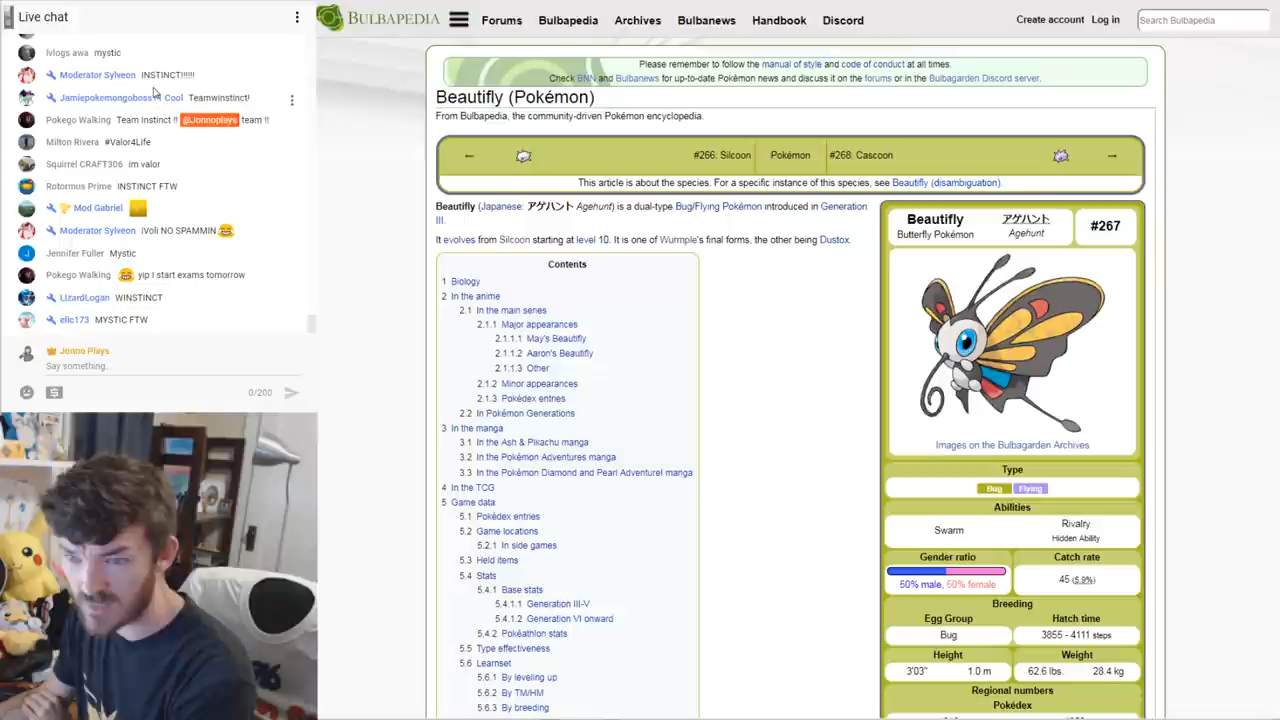 Live chat
lvlogs awa mystic
Moderator Sylveon INSTINCT!!!!!!
Jamiepokemongoboss Cool Teamwinstinct!
Pokego Walking Team Instinct !! @Jonnoplays team !!
Milton Rivera #Valor4Life
Squirrel CRAFT306 im valor
Rotormus Prime INSTINCT FTW
Mod Gabriel
Moderator Sylveon iVoli NO SPAMMIN
Jennifer Fuller Mystic
Pokego Walking yip I start exams tomorrow
LizardLogan WINSTINCT
elic173 MYSTIC FTW
Jonno Plays
Say something...
0/200
BULBAPEDIA
Forums Bulbapedia Archives Bulbanews Handbook Discord
Create account Log in
Search Bulbapedia
Please remember to follow the manual of style and code of conduct at all times.
Check BNN and Bulbanews for up-to-date Pokémon news and discuss it on the forums or in the Bulbagarden Discord server.
Beautifly (Pokémon)
From Bulbapedia, the community-driven Pokémon encyclopedia.
← #266: Silcoon Pokémon #268: Cascoon →
This article is about the species. For a specific instance of this species, see Beautifly (disambiguation).
Beautifly (Japanese: アゲハント Agehunt) is a dual-type Bug/Flying Pokémon introduced in Generation
III.
It evolves from Silcoon starting at level 10. It is one of Wurmple's final forms, the other being Dustox.
Contents
1 Biology
2 In the anime
2.1 In the main series
2.1.1 Major appearances
2.1.1.1 May's Beautifly
2.1.1.2 Aaron's Beautifly
2.1.1.3 Other
2.1.2 Minor appearances
2.1.3 Pokédex entries
2.2 In Pokémon Generations
3 In the manga
3.1 In the Ash & Pikachu manga
3.2 In the Pokémon Adventures manga
3.3 In the Pokémon Diamond and Pearl Adventure! manga
4 In the TCG
5 Game data
5.1 Pokédex entries
5.2 Game locations
5.2.1 In side games
5.3 Held items
5.4 Stats
5.4.1 Base stats
5.4.1.1 Generation III-V
5.4.1.2 Generation VI onward
5.4.2 Pokéathlon stats
5.5 Type effectiveness
5.6 Learnset
5.6.1 By leveling up
5.6.2 By TM/HM
5.6.3 By breeding
Beautifly
Butterfly Pokémon
アゲハント
Agehunt
#267
Images on the Bulbagarden Archives
Type
Bug Flying
Abilities
Swarm
Rivalry
Hidden Ability
Gender ratio
50% male, 50% female
Catch rate
45 (5.9%)
Breeding
Egg Group
Bug
Hatch time
3855 - 4111 steps
Height
3'03" 1.0 m
Weight
62.6 lbs. 28.4 kg
Regional numbers
Pokédex